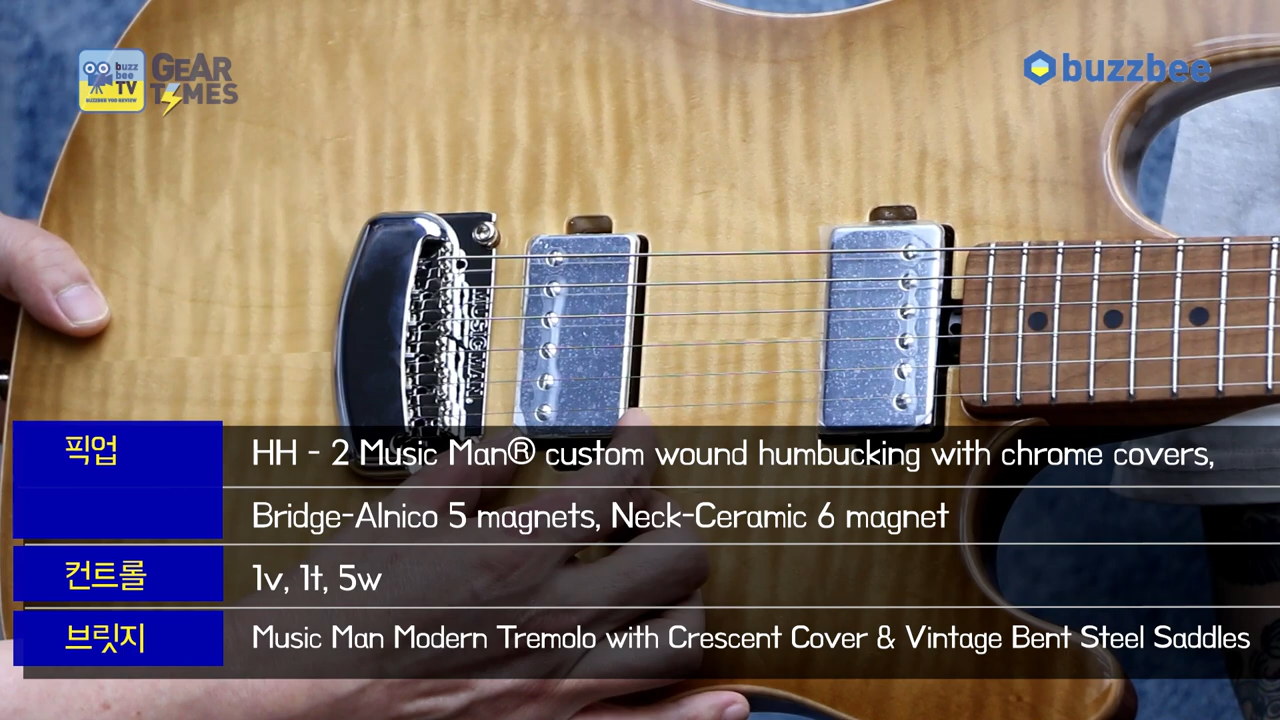 buzz
bee
TV
BUZZBEE VOD REVIEW
GEAR
TIMES
buzzbee
MUSIC MAN.
픽업
HH - 2 Music Man® custom wound humbucking with chrome covers,
Bridge-Alnico 5 magnets, Neck-Ceramic 6 magnet
컨트롤
1v, 1t, 5w
브릿지
Music Man Modern Tremolo with Crescent Cover & Vintage Bent Steel Saddles